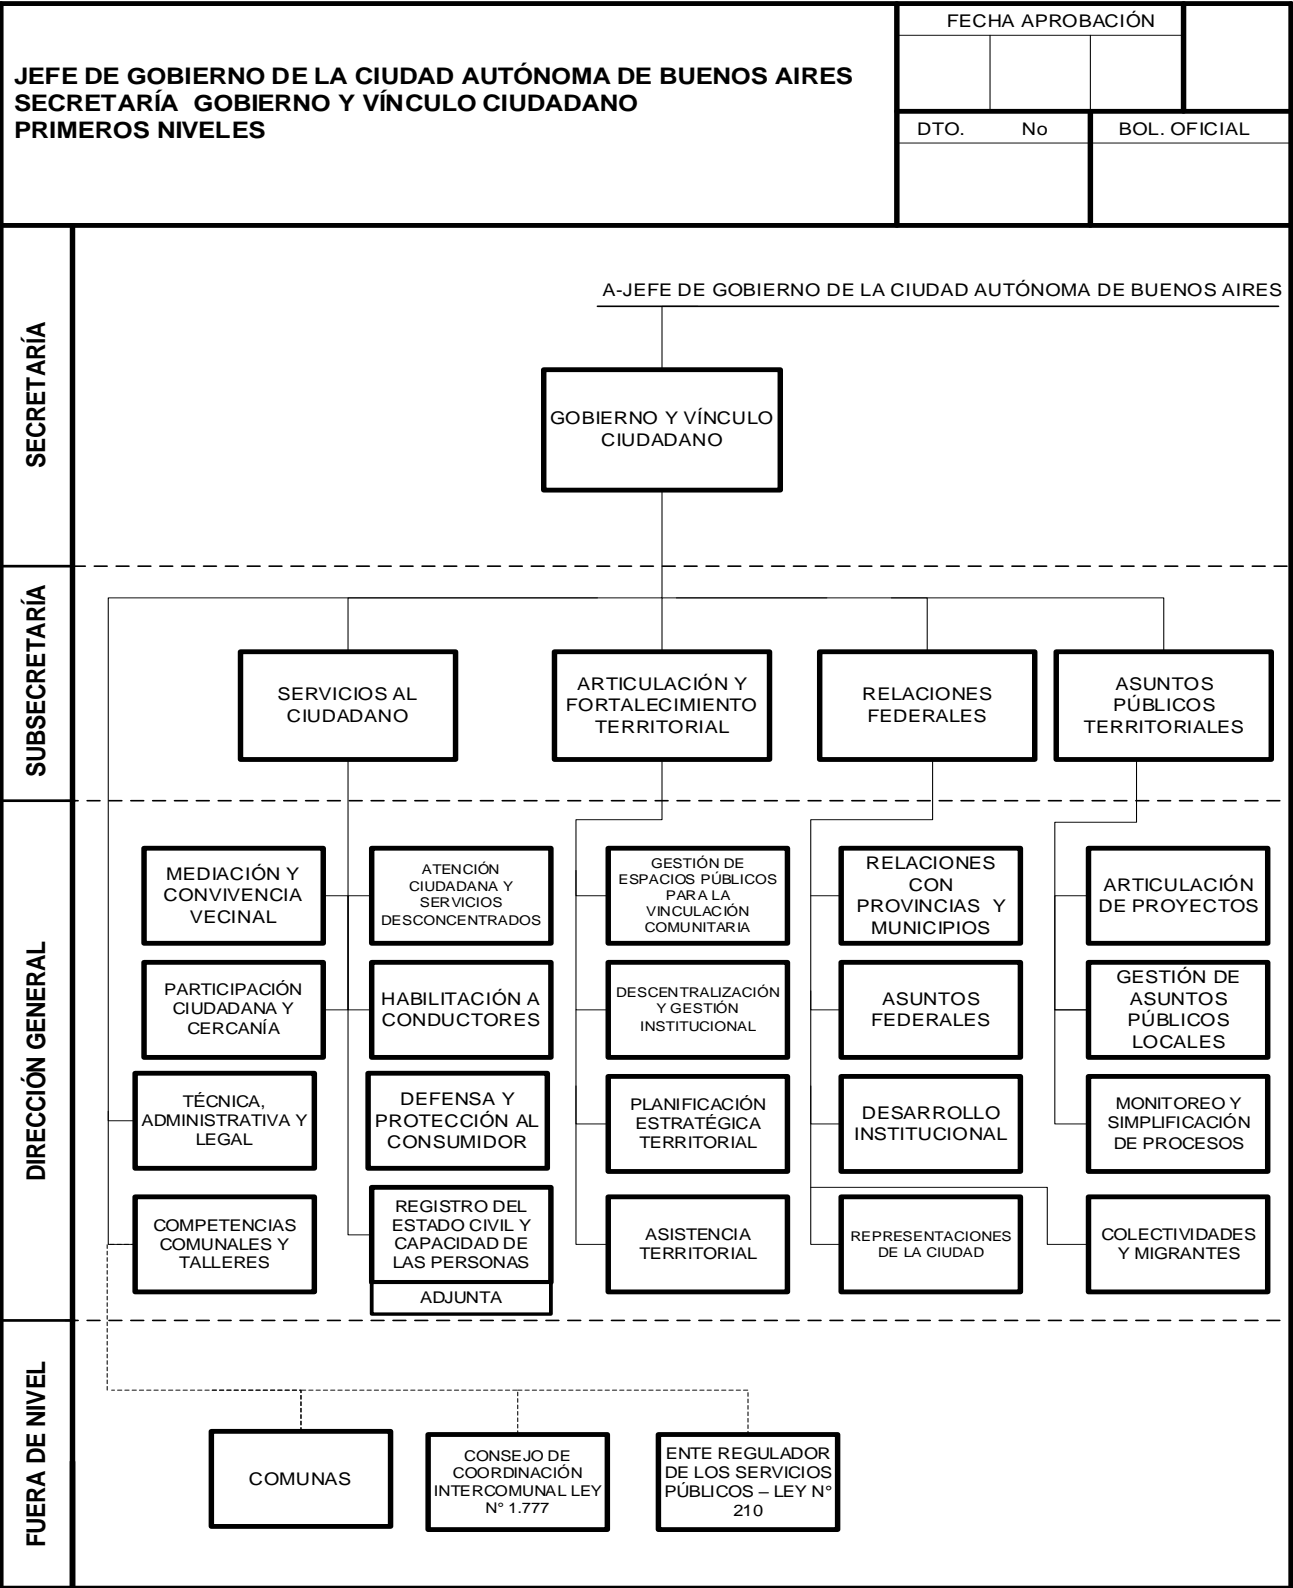 JEFE DE GOBIERNO DE LA CIUDAD AUTÓNOMA DE BUENOS AIRES
SECRETARÍA GOBIERNO Y VÍNCULO CIUDADANO
PRIMEROS NIVELES
FECHA APROBACIÓN
DTO. No
BOL. OFICIAL
SECRETARÍA
A-JEFE DE GOBIERNO DE LA CIUDAD AUTÓNOMA DE BUENOS AIRES
GOBIERNO Y VÍNCULO
CIUDADANO
SUBSECRETARÍA
SERVICIOS AL
CIUDADANO
ARTICULACIÓN Y
FORTALECIMIENTO
TERRITORIAL
RELACIONES
FEDERALES
ASUNTOS
PÚBLICOS
TERRITORIALES
DIRECCIÓN GENERAL
MEDIACIÓN Y
CONVIVENCIA
VECINAL
ATENCIÓN
CIUDADANA Y
SERVICIOS
DESCONCENTRADOS
GESTIÓN DE
ESPACIOS PÚBLICOS
PARA LA
VINCULACIÓN
COMUNITARIA
RELACIONES
CON
PROVINCIAS Y
MUNICIPIOS
ARTICULACIÓN
DE PROYECTOS
PARTICIPACIÓN
CIUDADANA Y
CERCANÍA
HABILITACIÓN A
CONDUCTORES
DESCENTRALIZACIÓN
Y GESTIÓN
INSTITUCIONAL
ASUNTOS
FEDERALES
GESTIÓN DE
ASUNTOS
PÚBLICOS
LOCALES
TÉCNICA,
ADMINISTRATIVA Y
LEGAL
DEFENSA Y
PROTECCIÓN AL
CONSUMIDOR
PLANIFICACIÓN
ESTRATÉGICA
TERRITORIAL
DESARROLLO
INSTITUCIONAL
MONITOREO Y
SIMPLIFICACIÓN
DE PROCESOS
COMPETENCIAS
COMUNALES Y
TALLERES
REGISTRO DEL
ESTADO CIVIL Y
CAPACIDAD DE
LAS PERSONAS
ADJUNTA
ASISTENCIA
TERRITORIAL
REPRESENTACIONES
DE LA CIUDAD
COLECTIVIDADES
Y MIGRANTES
FUERA DE NIVEL
COMUNAS
CONSEJO DE
COORDINACIÓN
INTERCOMUNAL LEY
N° 1.777
ENTE REGULADOR
DE LOS SERVICIOS
PÚBLICOS – LEY N°
210